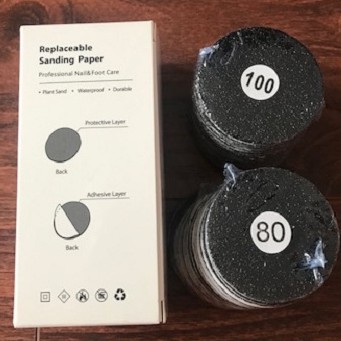 Replaceable
Sanding Paper
Professional Nail&Foot Care
• Plant Sand • Waterproof • Durable
Protective Layer
Back
Adhesive Layer
Back
100
80